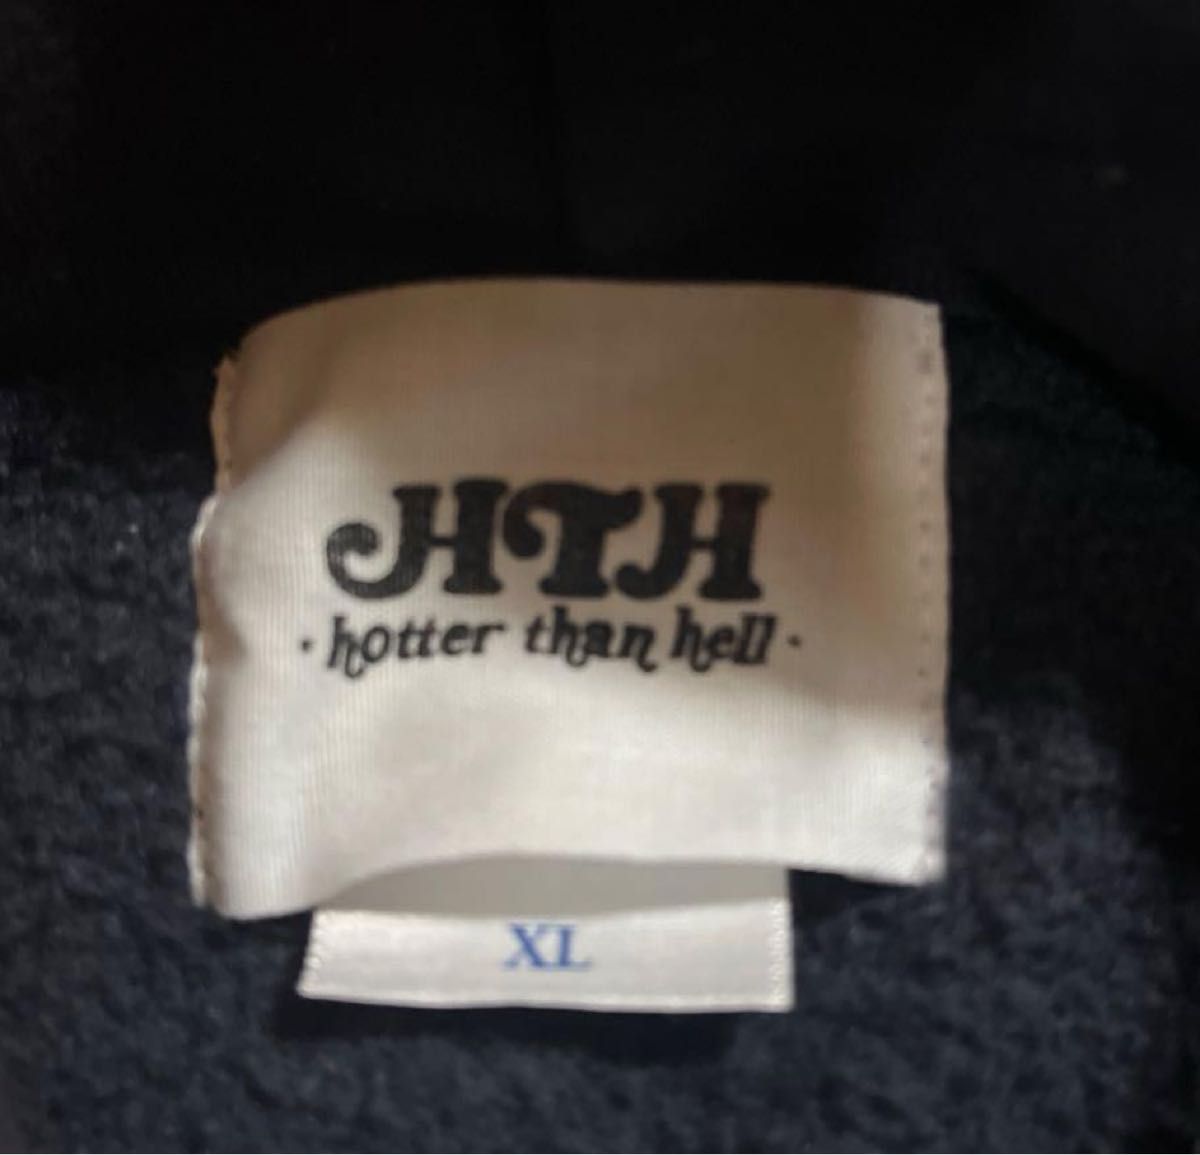 HTH
· hotter than hell ·
XL